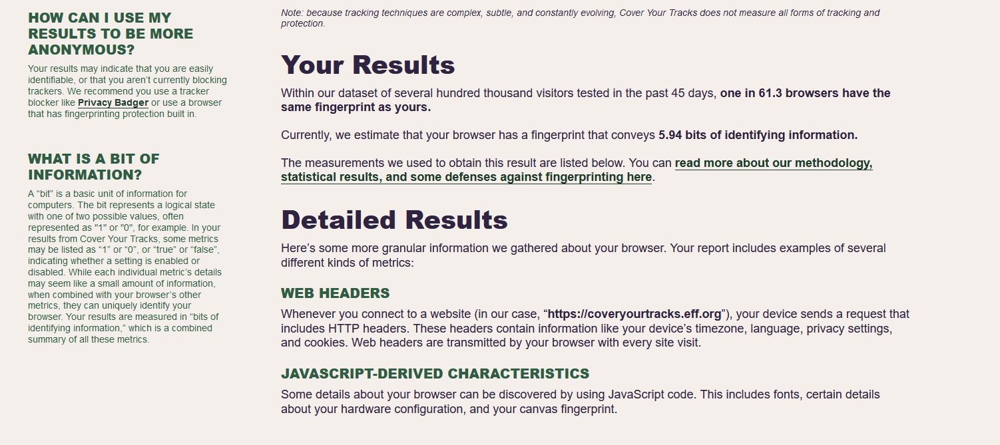 HOW CAN I USE MY
RESULTS TO BE MORE
ANONYMOUS?
Your results may indicate that you are easily
identifiable, or that you aren’t currently blocking
trackers. We recommend you use a tracker
blocker like Privacy Badger or use a browser
that has fingerprinting protection built in.
WHAT IS A BIT OF
INFORMATION?
A “bit” is a basic unit of information for
computers. The bit represents a logical state
with one of two possible values, often
represented as "1" or "0", for example. In your
results from Cover Your Tracks, some metrics
may be listed as “1” or “0”, or “true” or “false”,
indicating whether a setting is enabled or
disabled. While each individual metric’s details
may seem like a small amount of information,
when combined with your browser’s other
metrics, they can uniquely identify your
browser. Your results are measured in “bits of
identifying information,” which is a combined
summary of all these metrics.
Note: because tracking techniques are complex, subtle, and constantly evolving, Cover Your Tracks does not measure all forms of tracking and
protection.
Your Results
Within our dataset of several hundred thousand visitors tested in the past 45 days, one in 61.3 browsers have the
same fingerprint as yours.
Currently, we estimate that your browser has a fingerprint that conveys 5.94 bits of identifying information.
The measurements we used to obtain this result are listed below. You can read more about our methodology,
statistical results, and some defenses against fingerprinting here.
Detailed Results
Here’s some more granular information we gathered about your browser. Your report includes examples of several
different kinds of metrics:
WEB HEADERS
Whenever you connect to a website (in our case, “https://coveryourtracks.eff.org”), your device sends a request that
includes HTTP headers. These headers contain information like your device’s timezone, language, privacy settings,
and cookies. Web headers are transmitted by your browser with every site visit.
JAVASCRIPT-DERIVED CHARACTERISTICS
Some details about your browser can be discovered by using JavaScript code. This includes fonts, certain details
about your hardware configuration, and your canvas fingerprint.